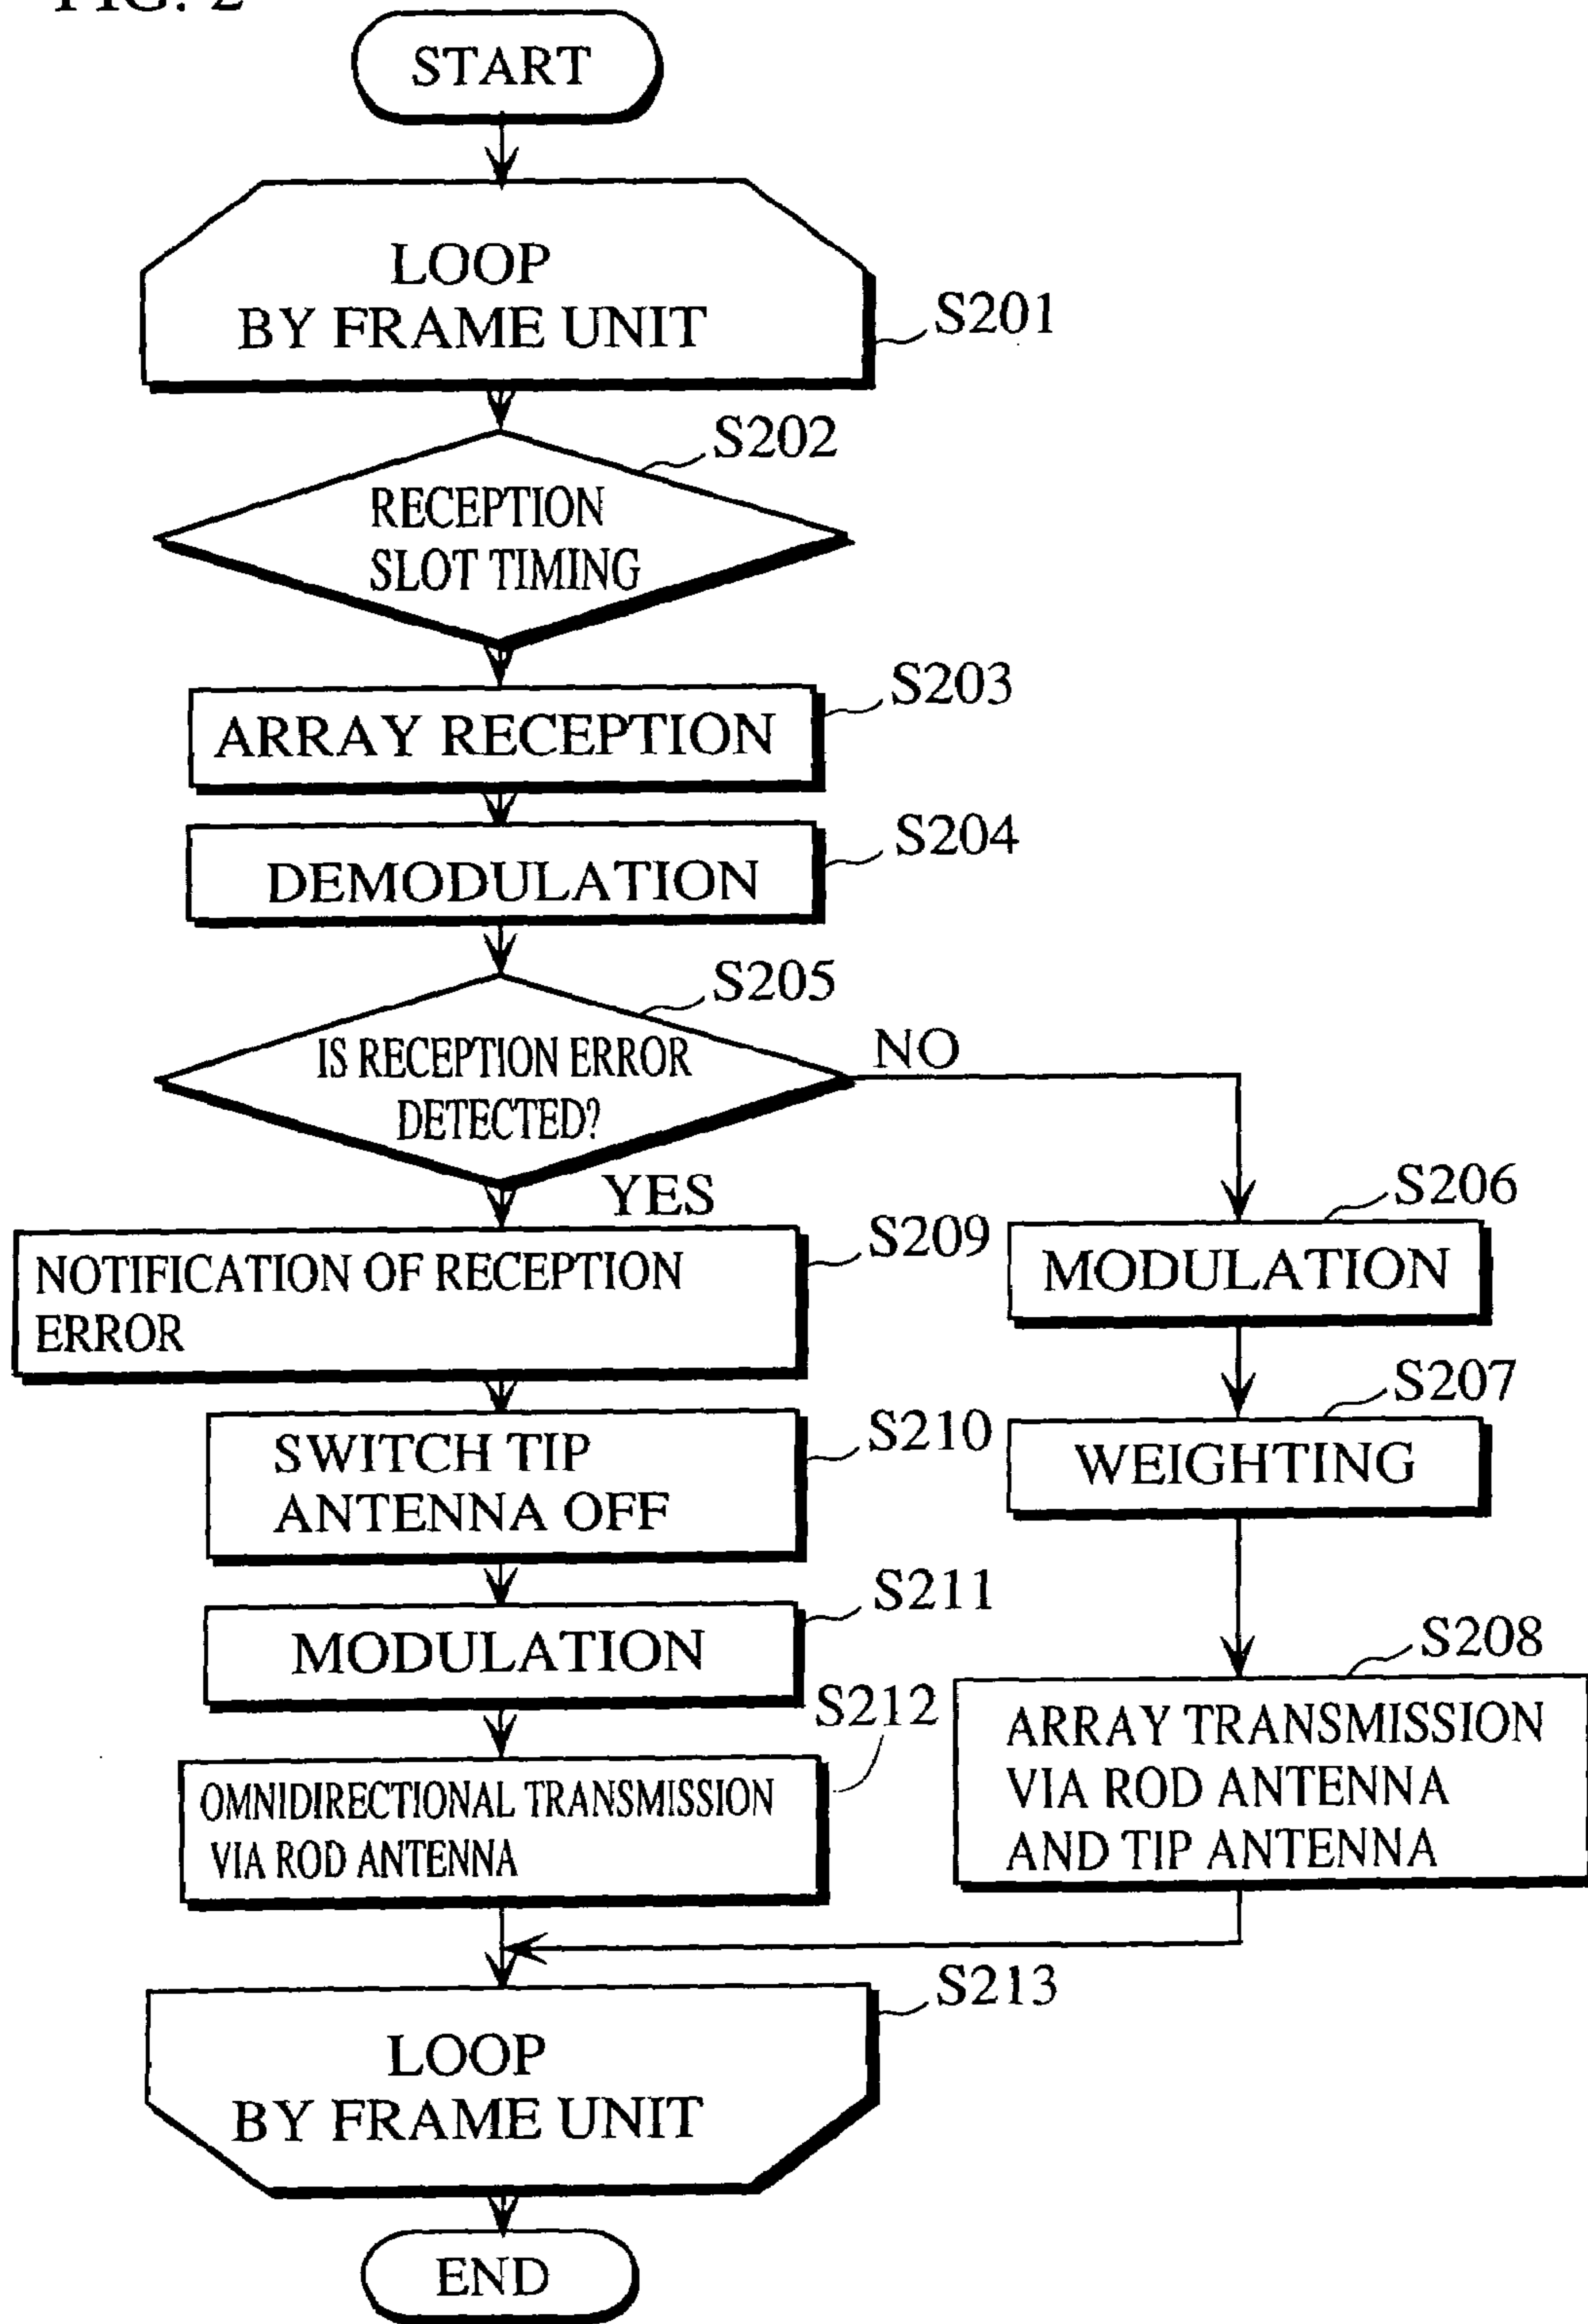 FIG. 2
START
LOOP
BY FRAME UNIT
S201
S202
RECEPTION
SLOT TIMING
S203
ARRAY RECEPTION
S204
DEMODULATION
S205
IS RECEPTION ERROR
DETECTED?
NO
YES
S206
MODULATION
S207
WEIGHTING
S208
ARRAY TRANSMISSION
VIA ROD ANTENNA
AND TIP ANTENNA
S209
NOTIFICATION OF RECEPTION
ERROR
S210
SWITCH TIP
ANTENNA OFF
S211
MODULATION
S212
OMNIDIRECTIONAL TRANSMISSION
VIA ROD ANTENNA
S213
LOOP
BY FRAME UNIT
END